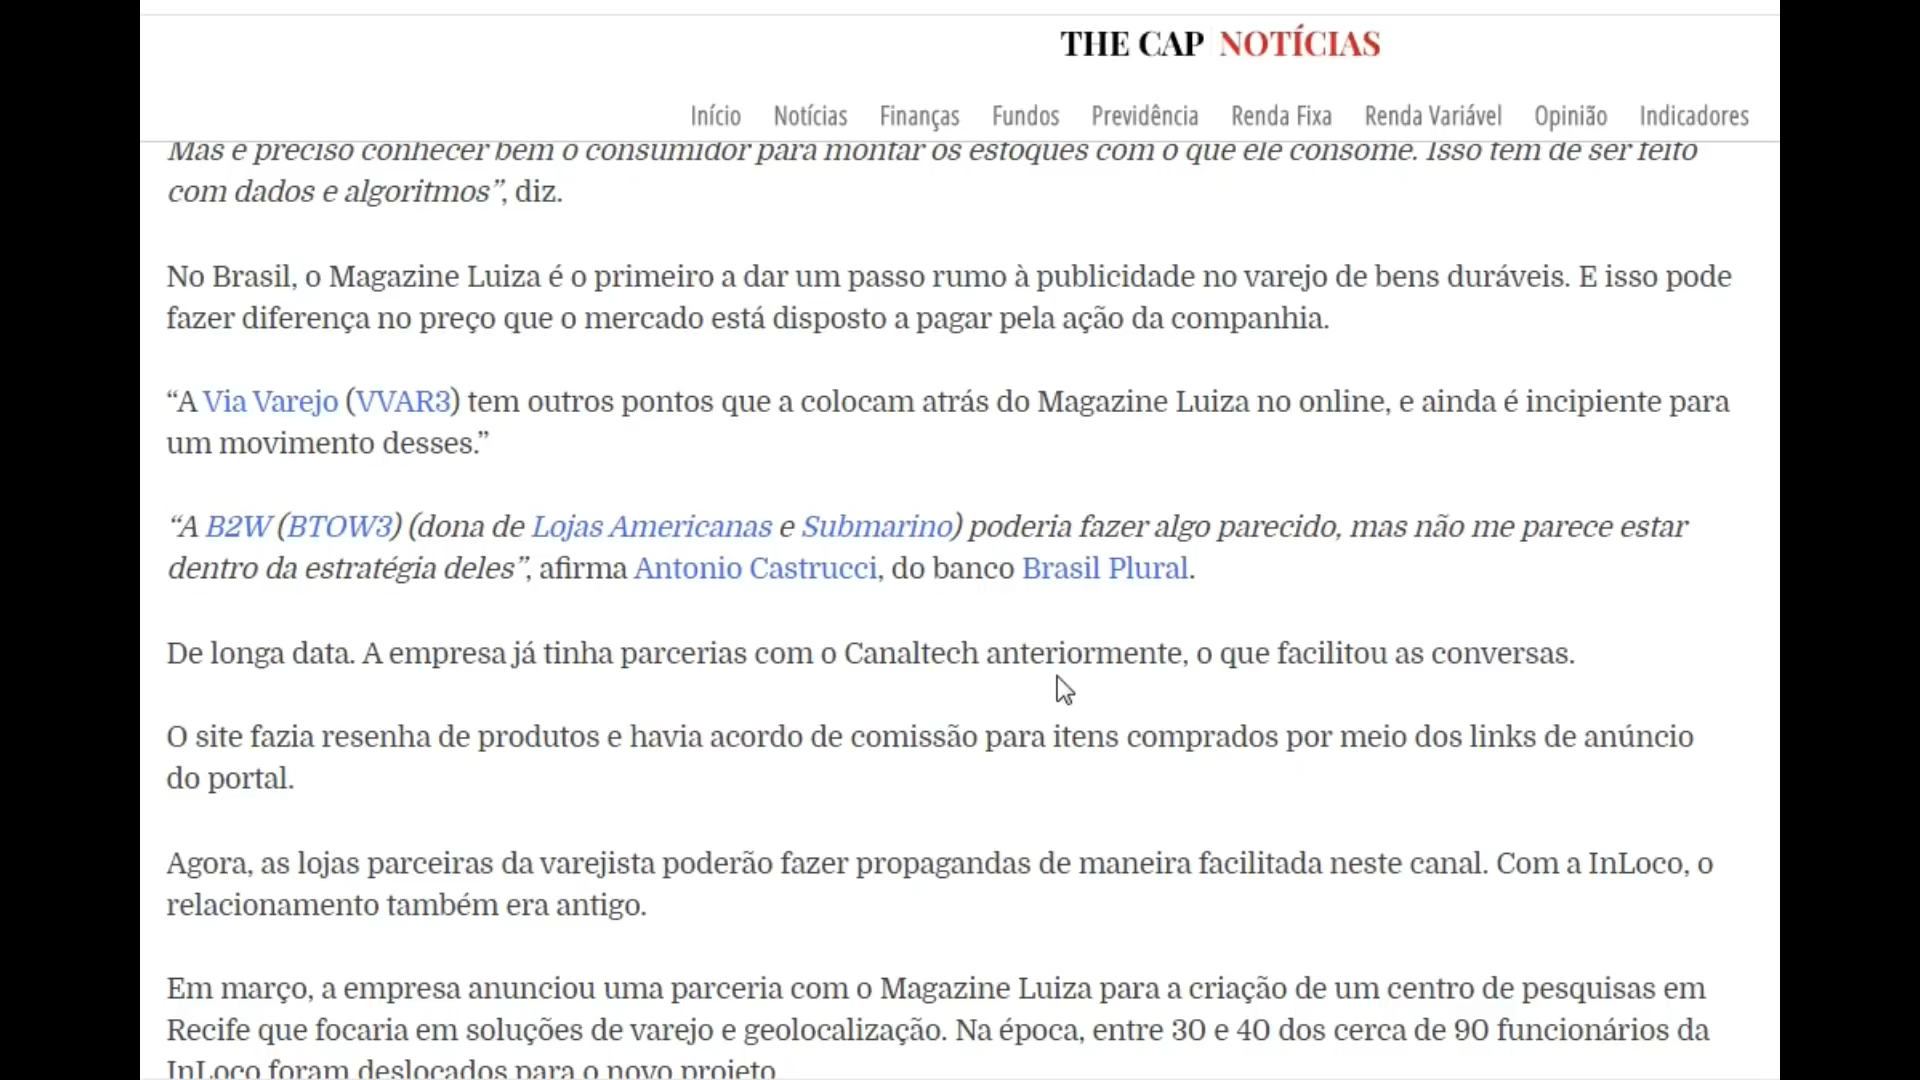 THE CAP NOTÍCIAS
Início Notícias Finanças Fundos Previdência Renda Fixa Renda Variável Opinião Indicadores
Mas é preciso conhecer bem o consumidor para montar os estoques com o que ele consome. Isso tem de ser feito
com dados e algoritmos”, diz.
No Brasil, o Magazine Luiza é o primeiro a dar um passo rumo à publicidade no varejo de bens duráveis. E isso pode
fazer diferença no preço que o mercado está disposto a pagar pela ação da companhia.
“A Via Varejo (VVAR3) tem outros pontos que a colocam atrás do Magazine Luiza no online, e ainda é incipiente para
um movimento desses.”
“A B2W (BTOW3) (dona de Lojas Americanas e Submarino) poderia fazer algo parecido, mas não me parece estar
dentro da estratégia deles”, afirma Antonio Castrucci, do banco Brasil Plural.
De longa data. A empresa já tinha parcerias com o Canaltech anteriormente, o que facilitou as conversas.
O site fazia resenha de produtos e havia acordo de comissão para itens comprados por meio dos links de anúncio
do portal.
Agora, as lojas parceiras da varejista poderão fazer propagandas de maneira facilitada neste canal. Com a InLoco, o
relacionamento também era antigo.
Em março, a empresa anunciou uma parceria com o Magazine Luiza para a criação de um centro de pesquisas em
Recife que focaria em soluções de varejo e geolocalização. Na época, entre 30 e 40 dos cerca de 90 funcionários da
InLoco foram deslocados para o novo projeto